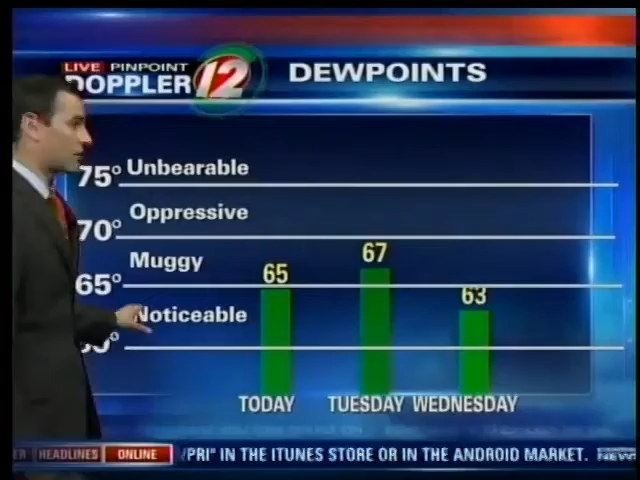 LIVE PINPOINT
DOPPLER 12
DEWPOINTS
75° Unbearable
Oppressive
70°
Muggy
65°
Noticeable
65
67
63
TODAY TUESDAY WEDNESDAY
HEADLINES ONLINE /PRI" IN THE ITUNES STORE OR IN THE ANDROID MARKET.